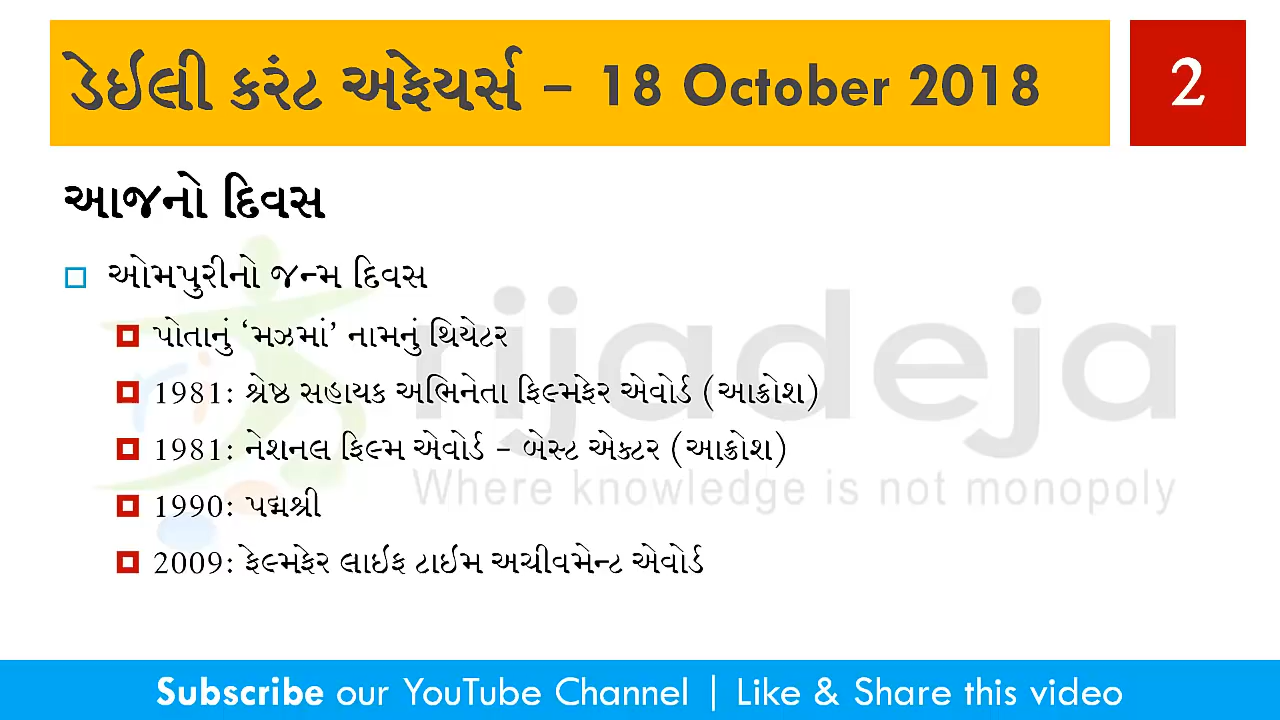 ડેઈલી કરંટ અફેયર્સ – 18 October 2018
2
આજનો દિવસ
ઓમપુરીનો જન્મ દિવસ
પોતાનું ‘મઝમાં’ નામનું થિયેટર
1981: શ્રેષ્ઠ સહાયક અભિનેતા ફિલ્મફેર એવોર્ડ (આક્રોશ)
1981: નેશનલ ફિલ્મ એવોર્ડ – બેસ્ટ એક્ટર (આક્રોશ)
1990: પદ્મશ્રી
2009: ફેલ્મફેર લાઈફ ટાઈમ અચીવમેન્ટ એવોર્ડ
rijadeja
Where knowledge is not monopoly
Subscribe our YouTube Channel | Like & Share this video